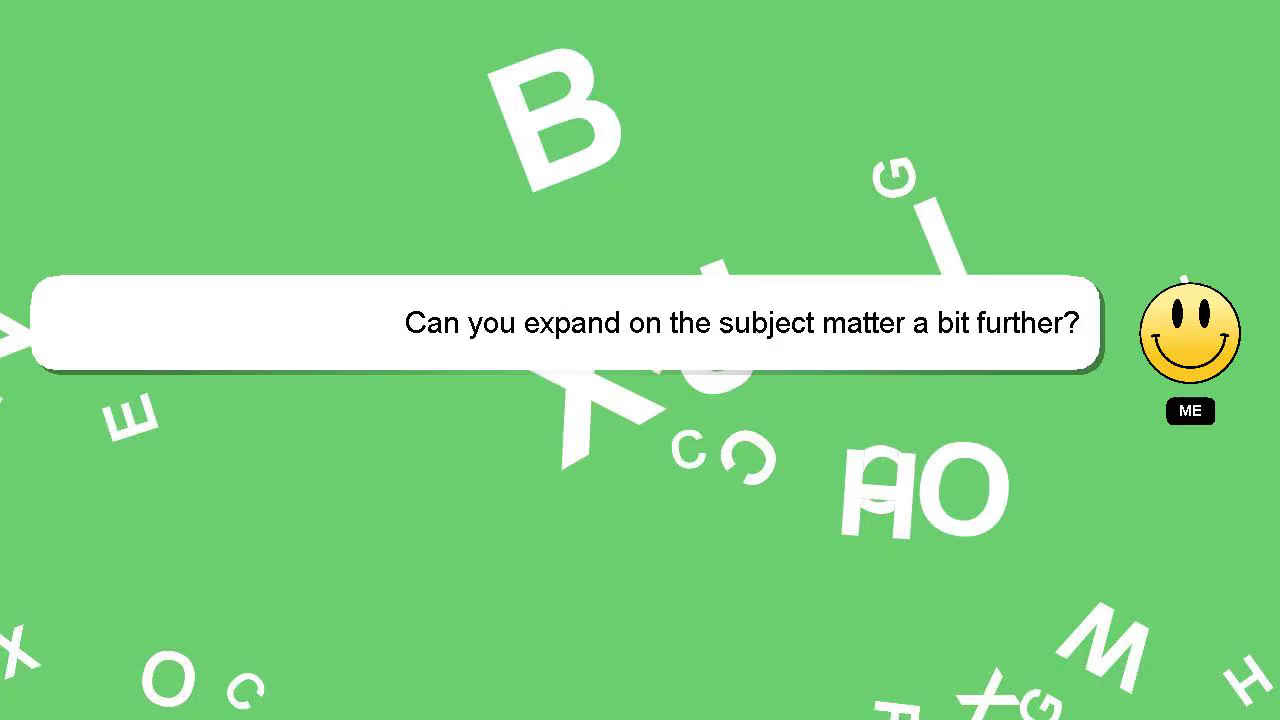 B
G
I
Can you expand on the subject matter a bit further?
ME
E
X
C
C
H
O
O
M
X
O
C
H
X
G